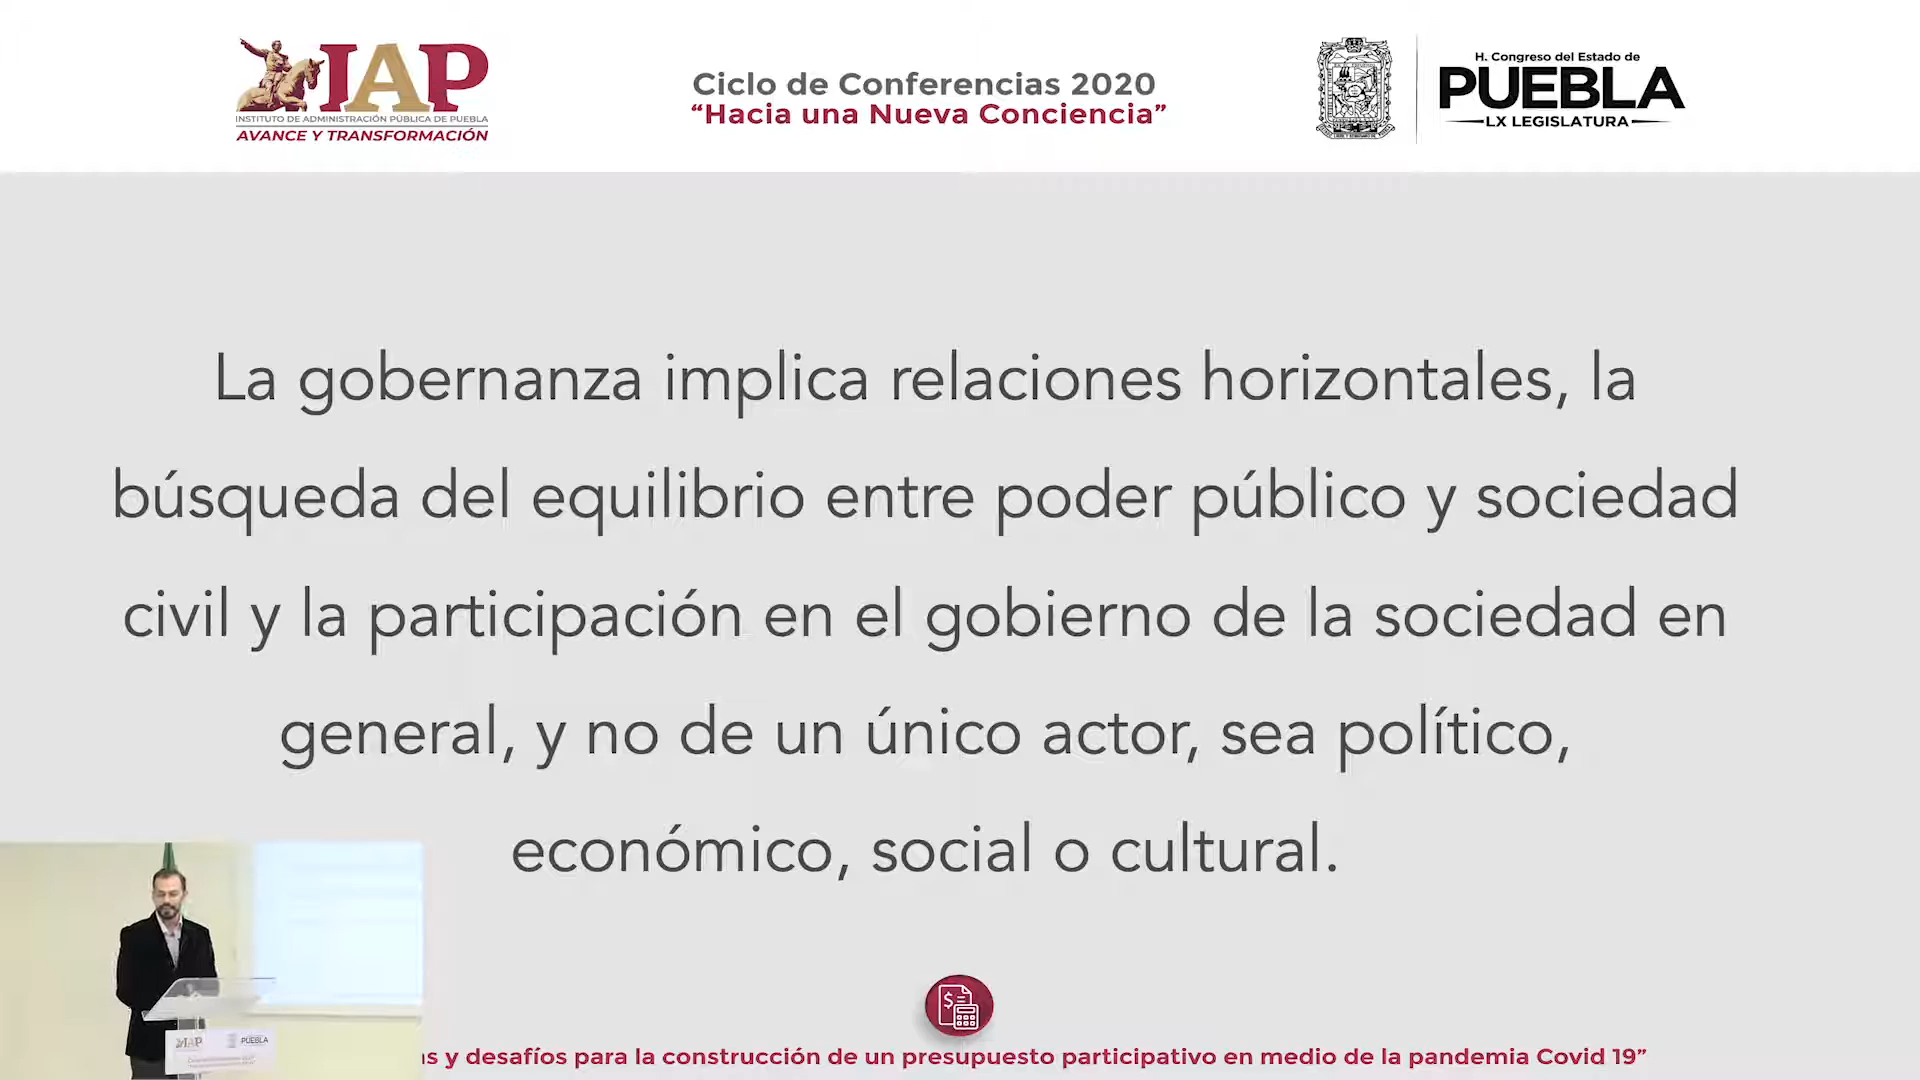 IAP
INSTITUTO DE ADMINISTRACIÓN PÚBLICA DE PUEBLA
AVANCE Y TRANSFORMACIÓN
Ciclo de Conferencias 2020
“Hacia una Nueva Conciencia”
H. Congreso del Estado de
PUEBLA
LX LEGISLATURA
La gobernanza implica relaciones horizontales, la
búsqueda del equilibrio entre poder público y sociedad
civil y la participación en el gobierno de la sociedad en
general, y no de un único actor, sea político,
económico, social o cultural.
IAP
PUEBLA
y desafíos para la construcción de un presupuesto participativo en medio de la pandemia Covid 19”